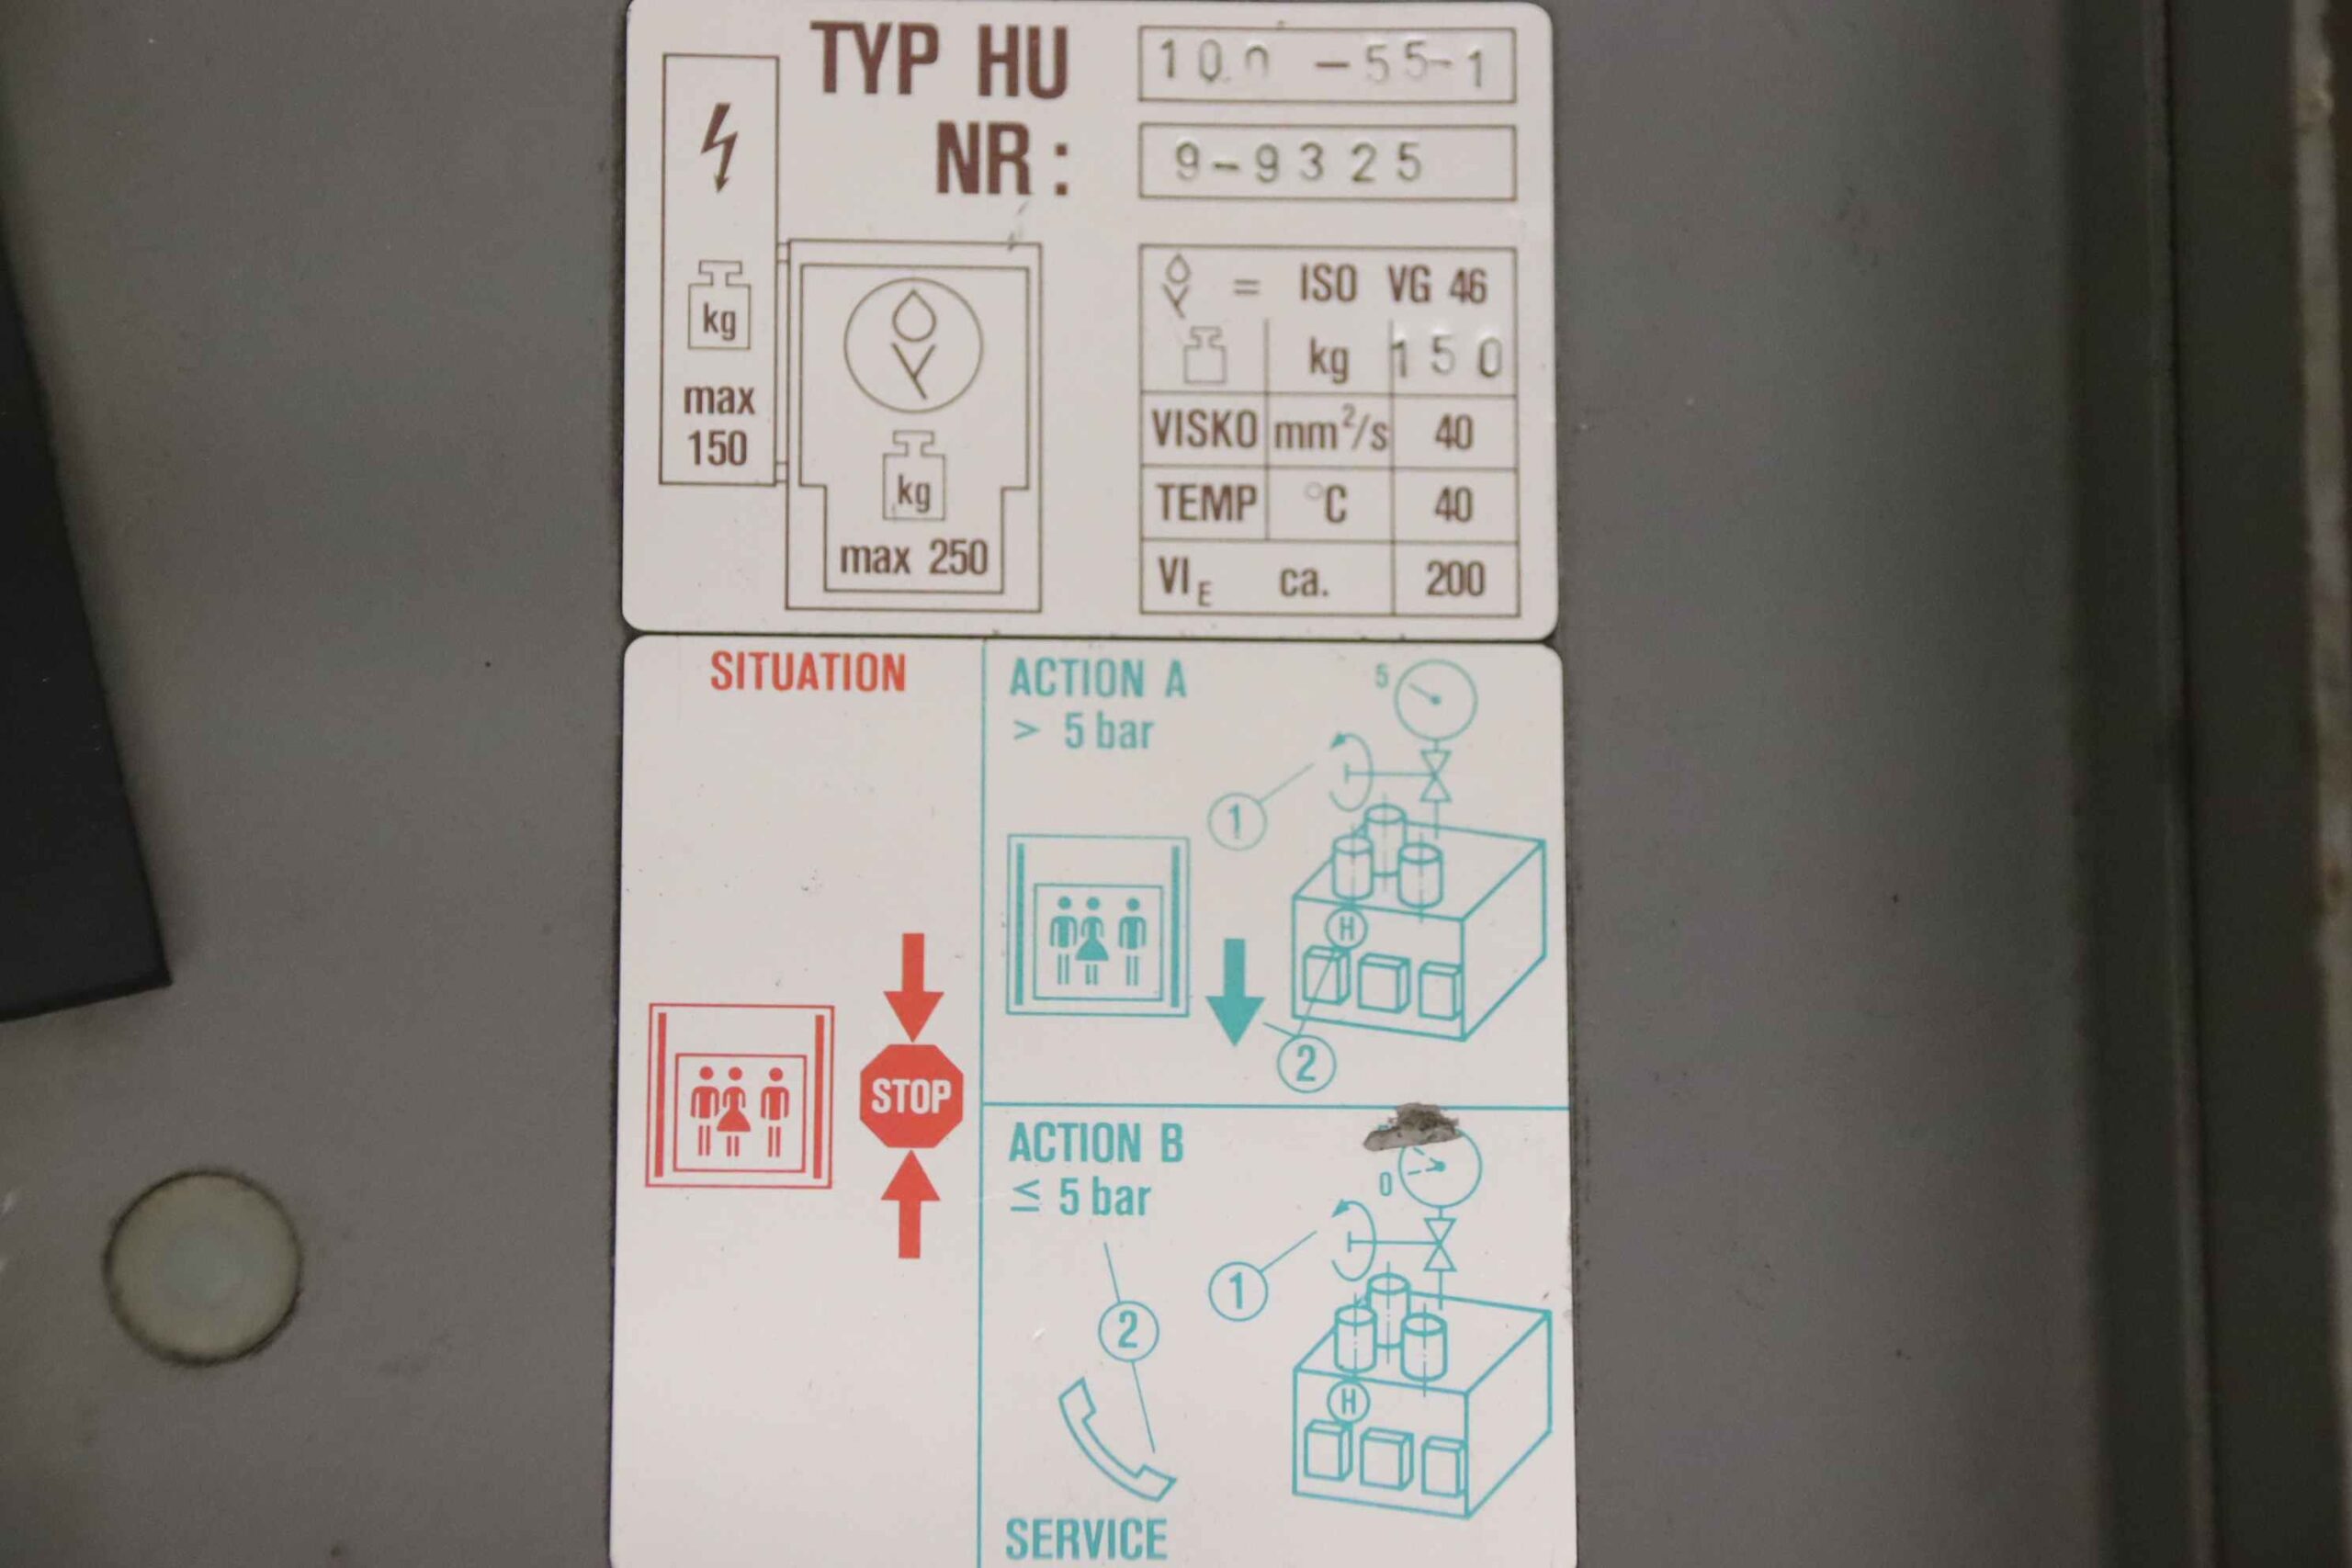 TYP HU 100 -55-1
NR: 9-9325
kg
max
150
kg
max 250
= ISO VG 46
kg 150
VISKO mm²/s 40
TEMP °C 40
VI E ca. 200
SITUATION
STOP
ACTION A
> 5 bar
5
1
H
2
ACTION B
≤ 5 bar
0
1
2
H
SERVICE